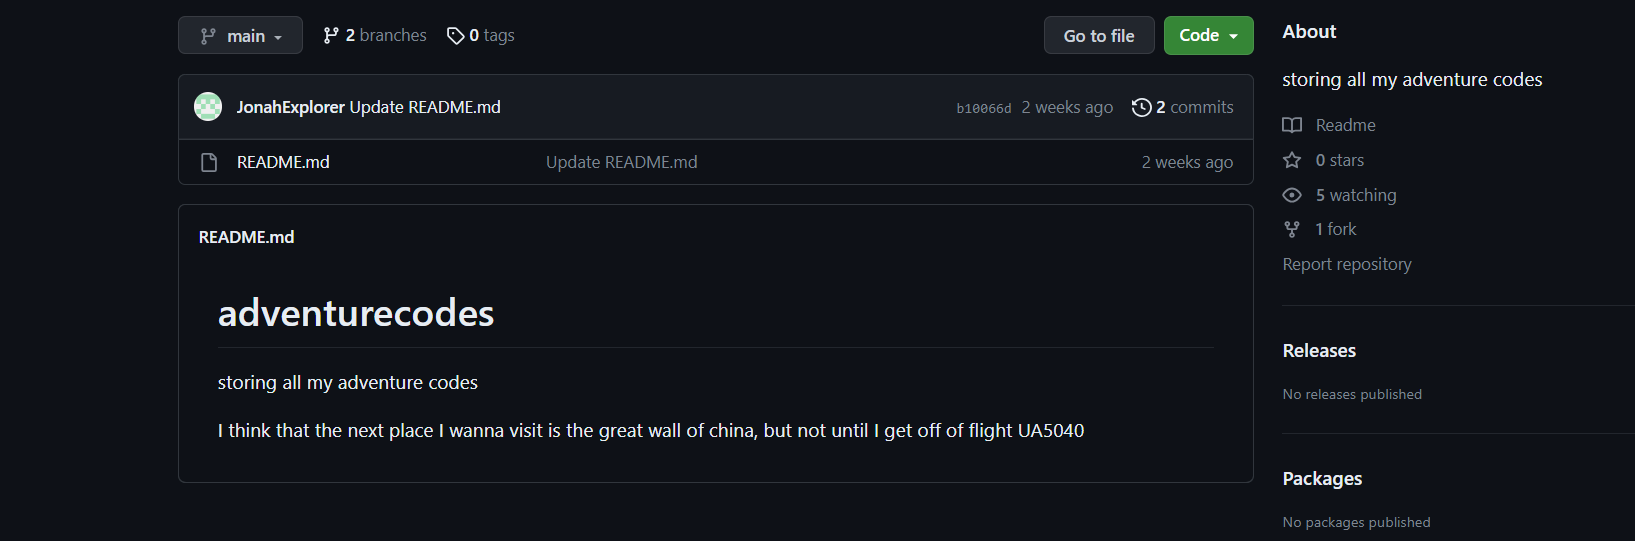 main
2 branches
0 tags
Go to file
Code
JonahExplorer Update README.md
b10066d 2 weeks ago 2 commits
README.md Update README.md 2 weeks ago
README.md
adventurecodes
storing all my adventure codes
I think that the next place I wanna visit is the great wall of china, but not until I get off of flight UA5040
About
storing all my adventure codes
Readme
0 stars
5 watching
1 fork
Report repository
Releases
No releases published
Packages
No packages published